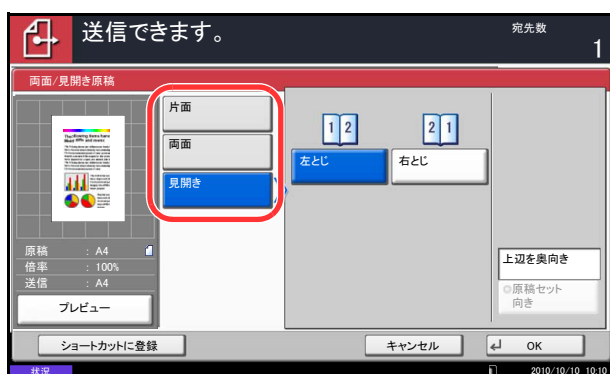 送信できます。
宛先数
1
両面/見開き原稿
片面
両面
見開き
1 2
2 1
左とじ
右とじ
原稿 : A4
倍率 : 100%
送信 : A4
プレビュー
上辺を奥向き
原稿セット
向き
ショートカットに登録
キャンセル
OK
状況
2010/10/10 10:10